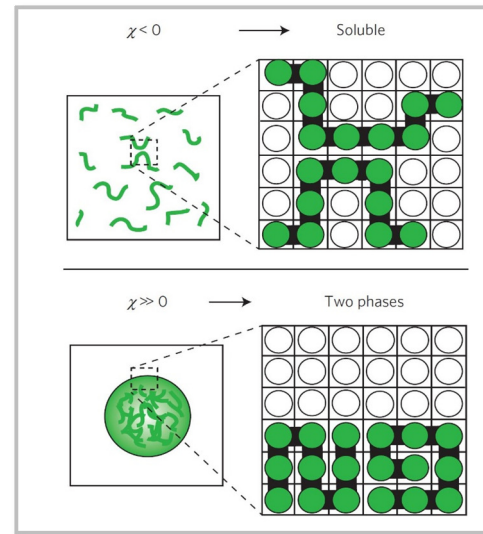 χ < 0 → Soluble
χ ≫ 0 → Two phases